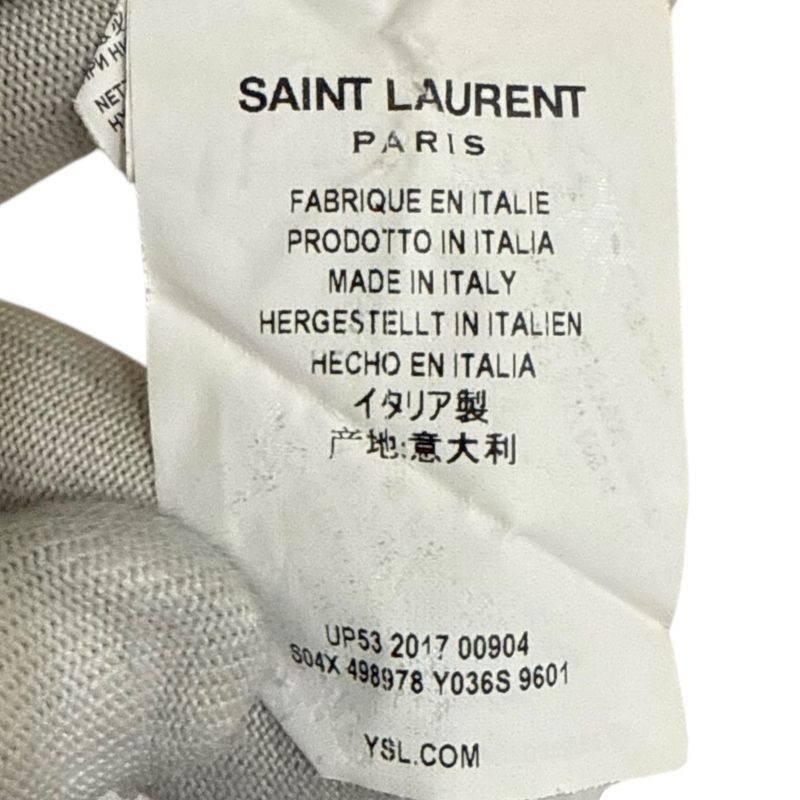 SAINT LAURENT
PARIS
FABRIQUE EN ITALIE
PRODOTTO IN ITALIA
MADE IN ITALY
HERGESTELLT IN ITALIEN
HECHO EN ITALIA
イタリア製
产地:意大利
UP53 2017 00904
S04X 498978 Y036S 9601
YSL.COM